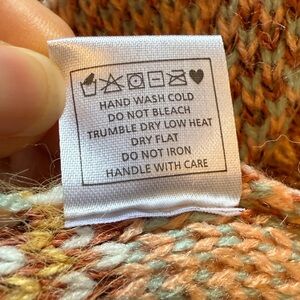 HAND WASH COLD
DO NOT BLEACH
TRUMBLE DRY LOW HEAT
DRY FLAT
DO NOT IRON
HANDLE WITH CARE